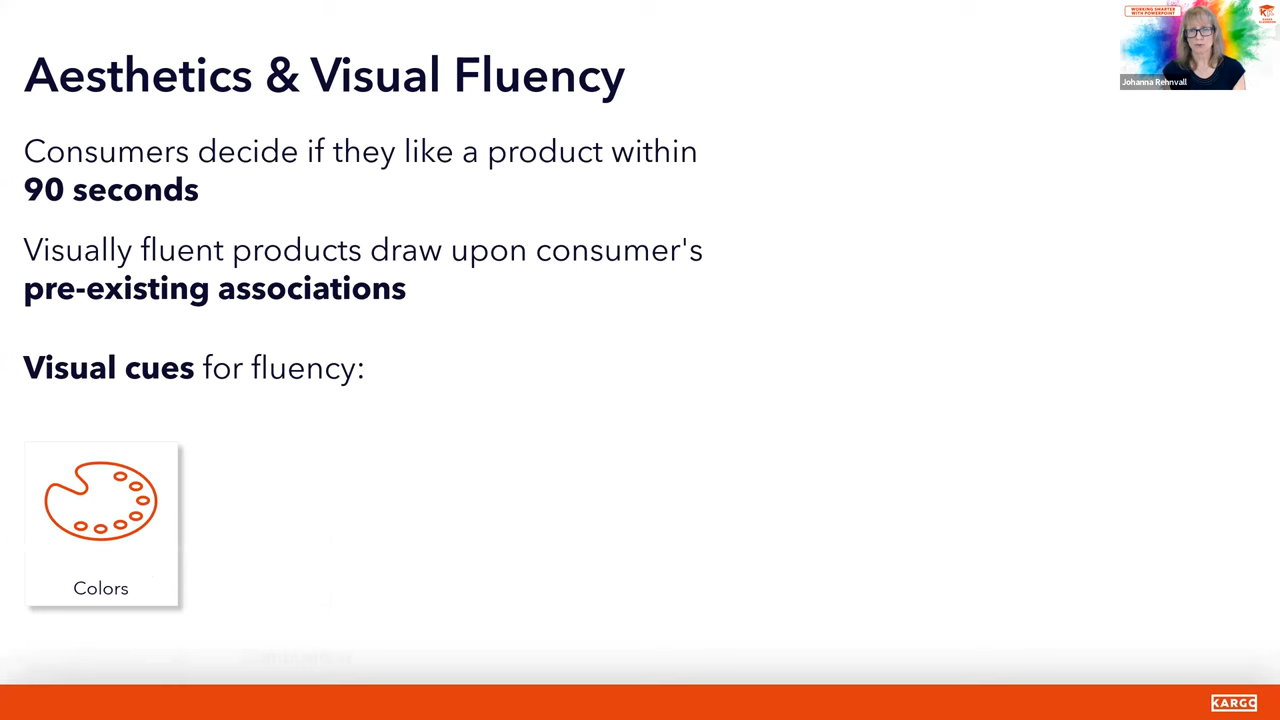 Aesthetics & Visual Fluency
Consumers decide if they like a product within
90 seconds
Visually fluent products draw upon consumer's
pre-existing associations
Visual cues for fluency:
Colors
WORKING SMARTER
WITH POWERPOINT
Johanna Rehnvall
KARGO